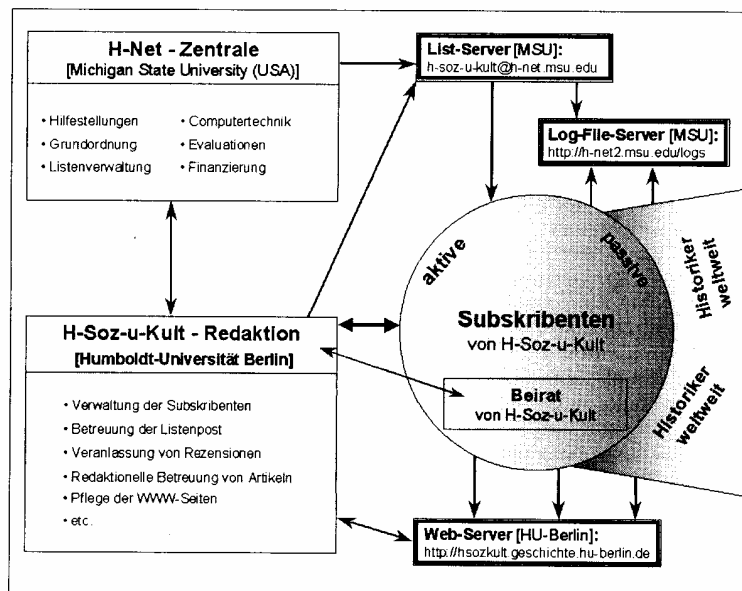 H-Net - Zentrale
[Michigan State University (USA)]
• Hilfestellungen
• Grundordnung
• Listenverwaltung
• Computertechnik
• Evaluationen
• Finanzierung
List-Server [MSU]:
h-soz-u-kult@h-net.msu.edu
Log-File-Server [MSU]:
http://h-net2.msu.edu/logs
aktive
passive
Historiker
weltweit
Subskribenten
von H-Soz-u-Kult
Beirat
von H-Soz-u-Kult
Historiker
weltweit
H-Soz-u-Kult - Redaktion
[Humboldt-Universität Berlin]
• Verwaltung der Subskribenten
• Betreuung der Listenpost
• Veranlassung von Rezensionen
• Redaktionelle Betreuung von Artikeln
• Pflege der WWW-Seiten
• etc.
Web-Server [HU-Berlin]:
http://hsozkult.geschichte.hu-berlin.de